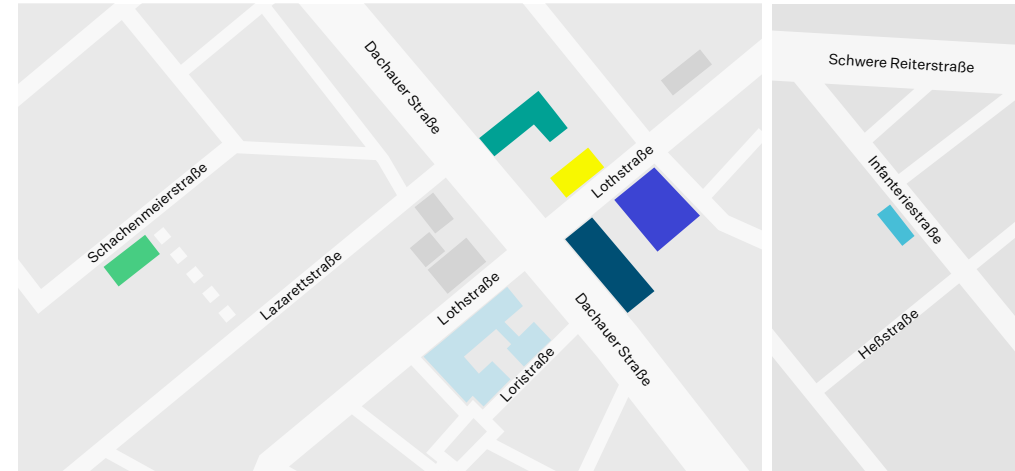 Dachauer Straße
Schwere Reiterstraße
Lothstraße
Infanteriestraße
Schachenmeierstraße
Lazarettstraße
Lothstraße
Dachauer Straße
Heßstraße
Loristraße